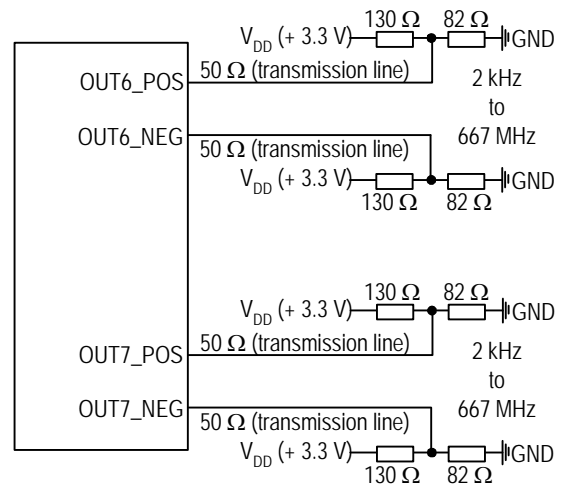 130 Ω 82 Ω
V_DD (+ 3.3 V) GND
OUT6_POS 50 Ω (transmission line) 2 kHz
to
OUT6_NEG 667 MHz
50 Ω (transmission line)
V_DD (+ 3.3 V) GND
130 Ω 82 Ω
130 Ω 82 Ω
V_DD (+ 3.3 V) GND
OUT7_POS 50 Ω (transmission line) 2 kHz
to
OUT7_NEG 667 MHz
50 Ω (transmission line)
V_DD (+ 3.3 V) GND
130 Ω 82 Ω